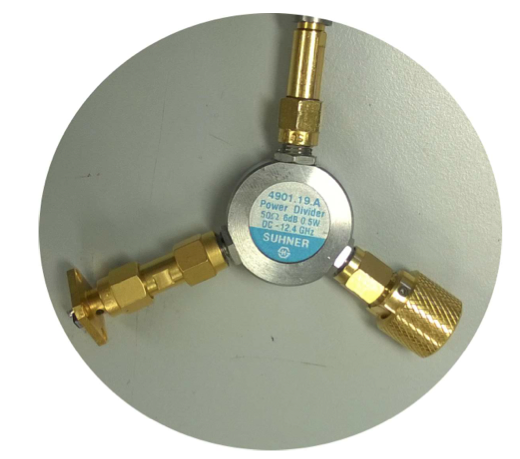 4901.19.A
Power Divider
50Ω 6dB 0.5W
DC -12.4 GHz
SUHNER